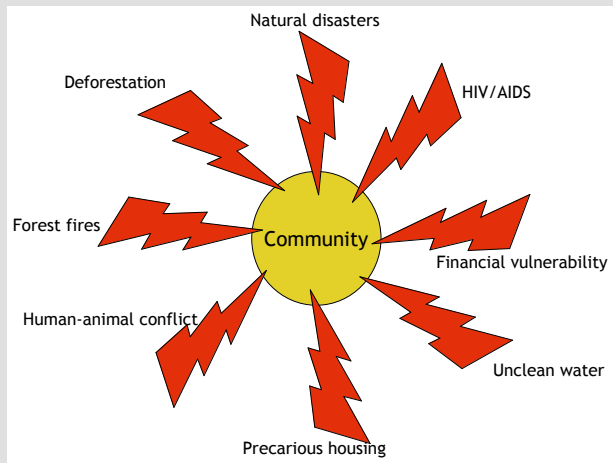 Natural disasters
Deforestation
HIV/AIDS
Forest fires
Community
Financial vulnerability
Human-animal conflict
Unclean water
Precarious housing